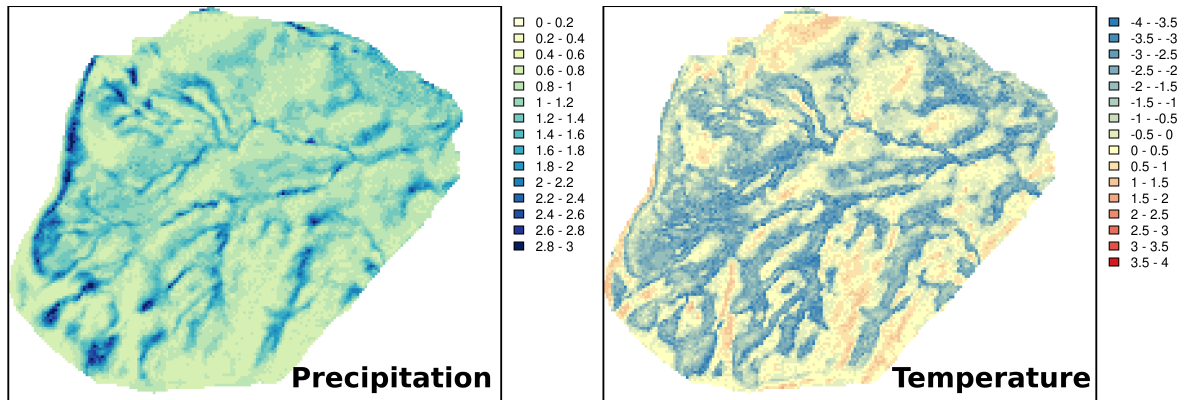 0 - 0.2
0.2 - 0.4
0.4 - 0.6
0.6 - 0.8
0.8 - 1
1 - 1.2
1.2 - 1.4
1.4 - 1.6
1.6 - 1.8
1.8 - 2
2 - 2.2
2.2 - 2.4
2.4 - 2.6
2.6 - 2.8
2.8 - 3
Precipitation
-4 - -3.5
-3.5 - -3
-3 - -2.5
-2.5 - -2
-2 - -1.5
-1.5 - -1
-1 - -0.5
-0.5 - 0
0 - 0.5
0.5 - 1
1 - 1.5
1.5 - 2
2 - 2.5
2.5 - 3
3 - 3.5
3.5 - 4
Temperature